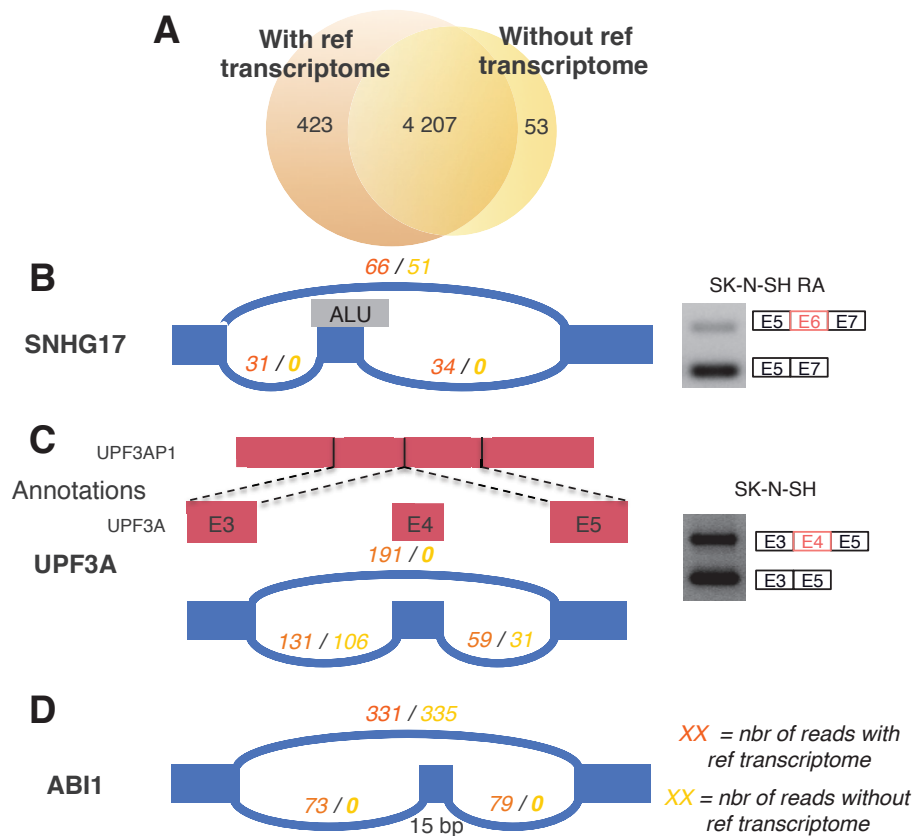 A
With ref
transcriptome
Without ref
transcriptome
423
4 207
53
B
66 / 51
SNHG17
ALU
31 / 0
34 / 0
SK-N-SH RA
E5 E6 E7
E5 E7
C
UPF3AP1
Annotations
UPF3A
E3
E4
E5
UPF3A
191 / 0
131 / 106
59 / 31
SK-N-SH
E3 E4 E5
E3 E5
D
331 / 335
ABI1
73 / 0
79 / 0
15 bp
XX = nbr of reads with
ref transcriptome
XX = nbr of reads without
ref transcriptome